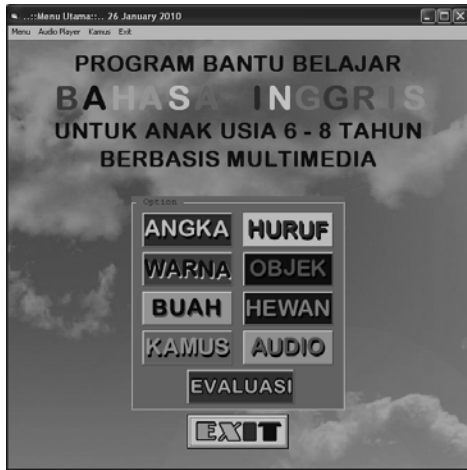 ..::Menu Utama::.. 26 January 2010
Menu Audio Player Kamus Exit
PROGRAM BANTU BELAJAR
BAHASA INGGRIS
UNTUK ANAK USIA 6 - 8 TAHUN
BERBASIS MULTIMEDIA
Option
ANGKA HURUF
WARNA OBJEK
BUAH HEWAN
KAMUS AUDIO
EVALUASI
EXIT